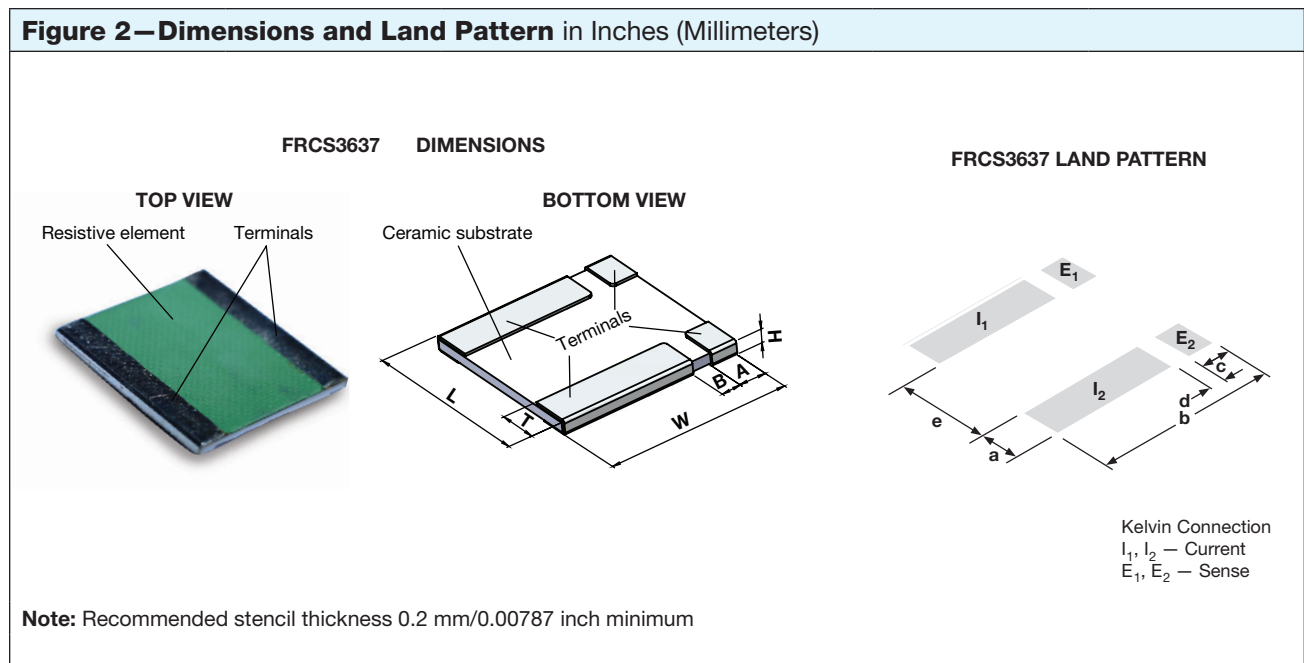 Figure 2—Dimensions and Land Pattern in Inches (Millimeters)
FRCS3637 DIMENSIONS
FRCS3637 LAND PATTERN
TOP VIEW
BOTTOM VIEW
Resistive element
Terminals
Ceramic substrate
Terminals
H
B
A
L
T
W
E₁
I₁
E₂
I₂
c
d
b
e
a
Kelvin Connection
I₁, I₂ — Current
E₁, E₂ — Sense
Note: Recommended stencil thickness 0.2 mm/0.00787 inch minimum